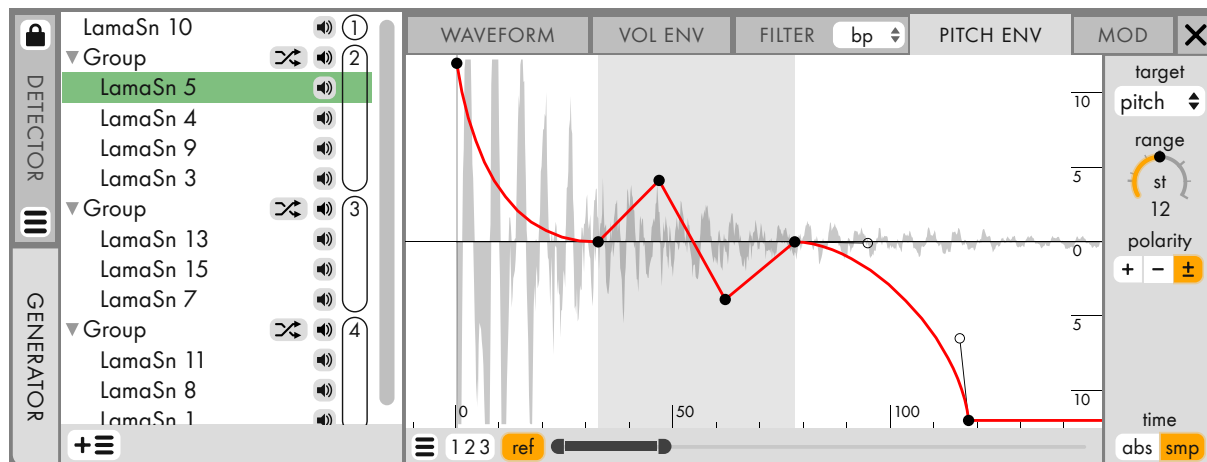 DETECTOR
GENERATOR
LamaSn 10 1
Group 2
LamaSn 5
LamaSn 4
LamaSn 9
LamaSn 3
Group 3
LamaSn 13
LamaSn 15
LamaSn 7
Group 4
LamaSn 11
LamaSn 8
LamaSn 1
WAVEFORM VOL ENV FILTER bp PITCH ENV MOD
10
5
0
5
10
0 50 100
1 2 3 ref
target
pitch
range
st
12
polarity
+ − ±
time
abs smp